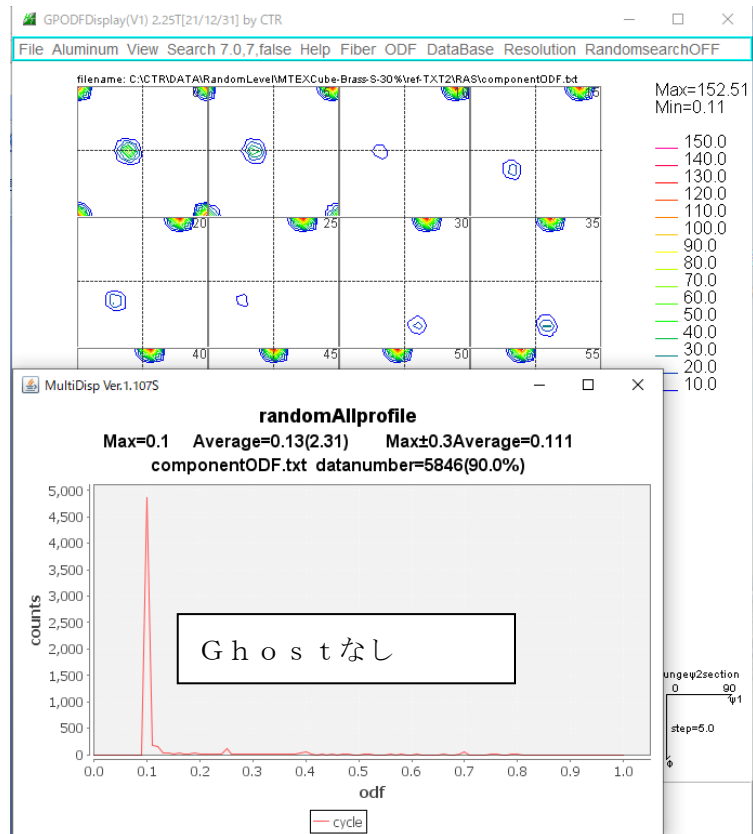 GPODFDisplay(V1) 2.25T[21/12/31] by CTR
File Aluminum View Search 7.0,7,false Help Fiber ODF DataBase Resolution RandomsearchOFF
filename: C:\CTR\DATA\RandomLevel\MTEXCube-Brass-S-30%\ref-TXT2\RAS\componentODF.txt
Max=152.51
Min=0.11
150.0
140.0
130.0
120.0
110.0
100.0
90.0
80.0
70.0
60.0
50.0
40.0
30.0
20.0
10.0
20 25 30 35
40 45 50 55
MultiDisp Ver.1.107S
randomAllprofile
Max=0.1 Average=0.13(2.31) Max±0.3Average=0.111
componentODF.txt datanumber=5846(90.0%)
counts
5,000
4,500
4,000
3,500
3,000
2,500
2,000
1,500
1,000
500
0
Ｇｈｏｓｔなし
0.0 0.1 0.2 0.3 0.4 0.5 0.6 0.7 0.8 0.9 1.0
odf
cycle
ungeψ2section
0 90
ψ1
step=5.0
Φ